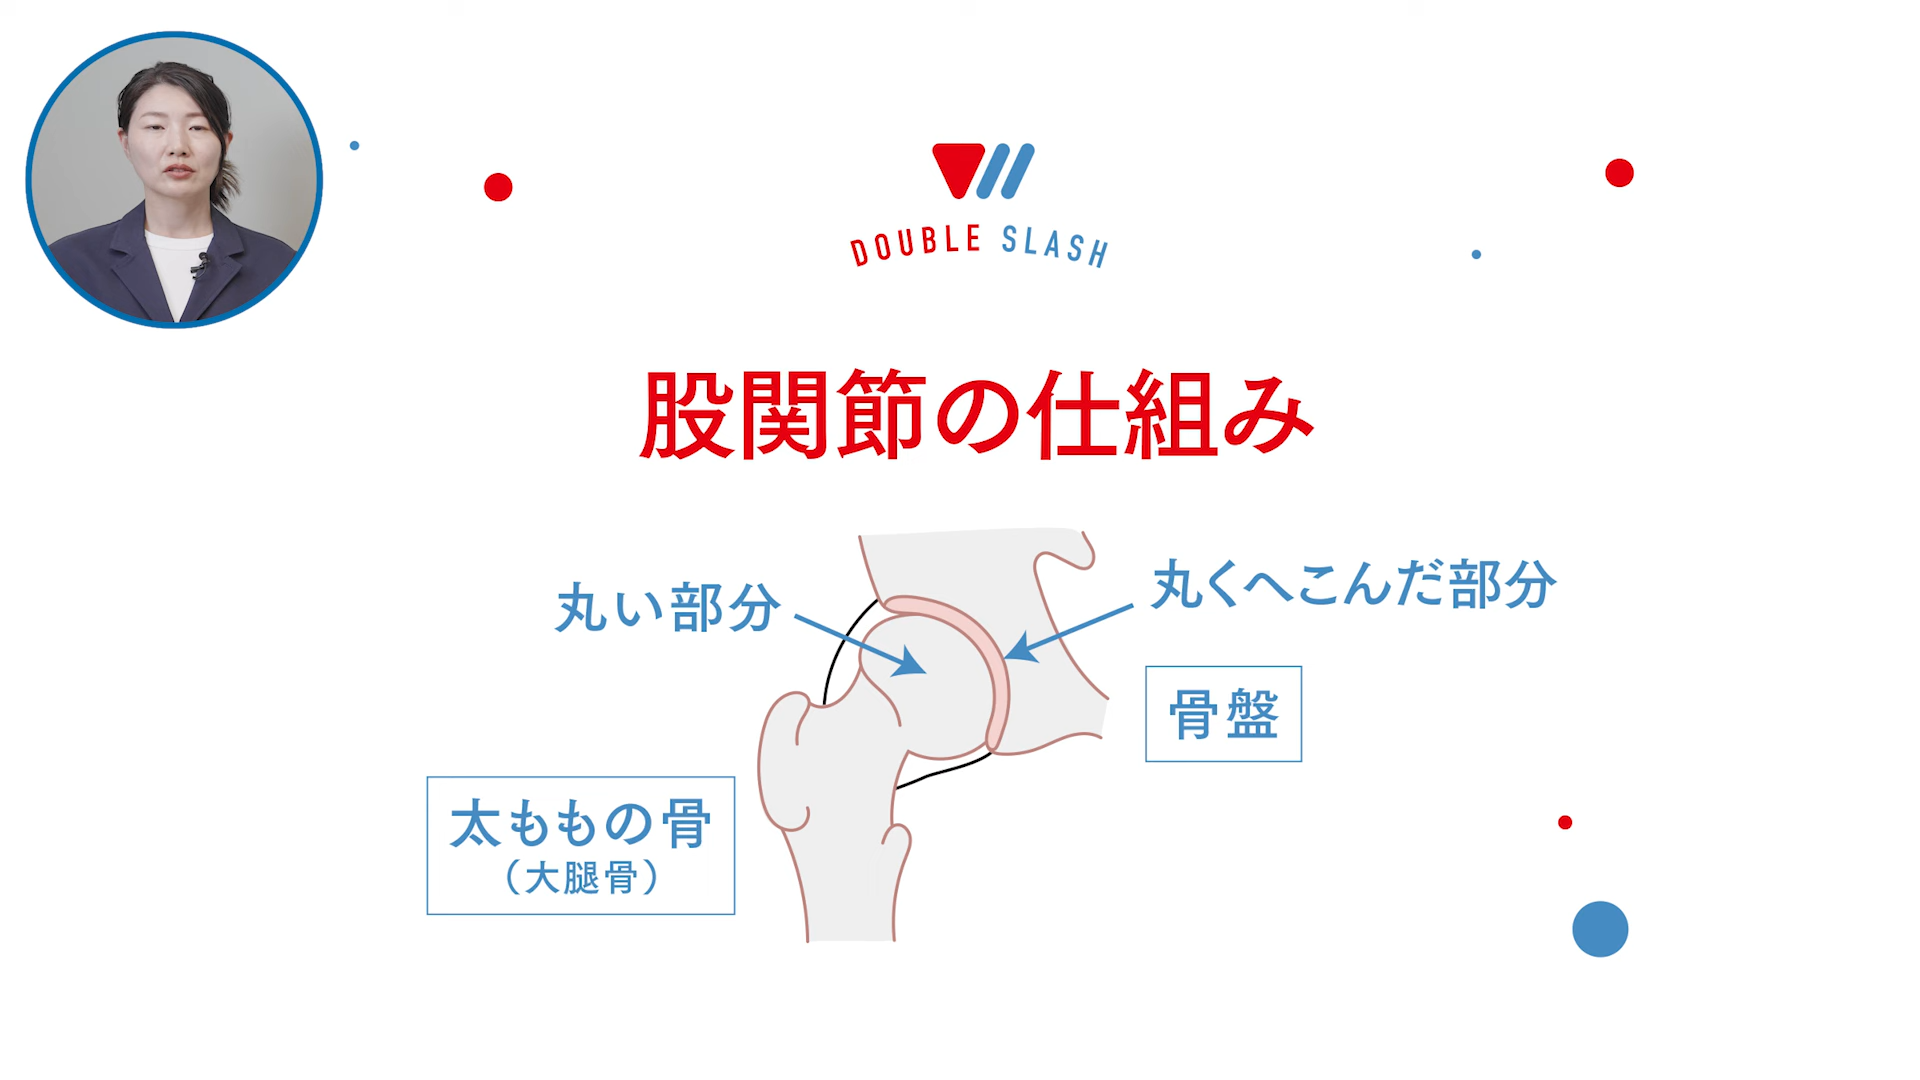 DOUBLE SLASH
股関節の仕組み
丸い部分
丸くへこんだ部分
骨盤
太ももの骨
（大腿骨）